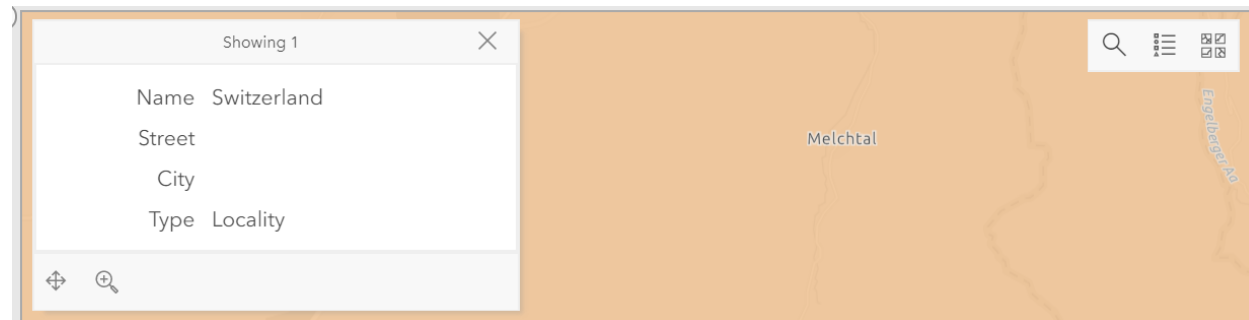 Showing 1
Name Switzerland
Street
City
Type Locality
Melchtal
Engelberger Aa